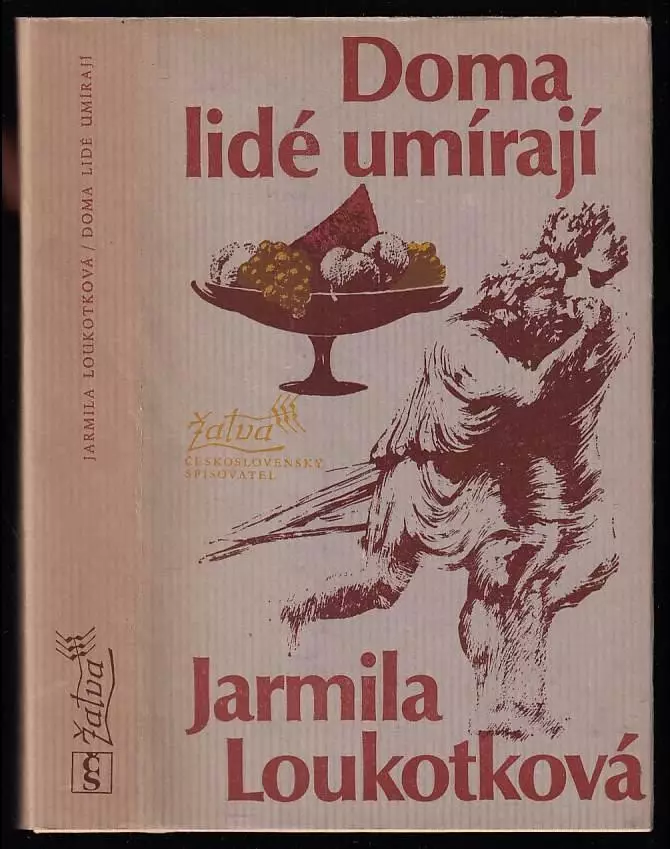 Doma
lidé umírají
Žatva
ČESKOSLOVENSKÝ
SPISOVATEL
Jarmila
Loukotková
JARMILA LOUKOTKOVÁ / DOMA LIDÉ UMÍRAJÍ
Žatva
ČS